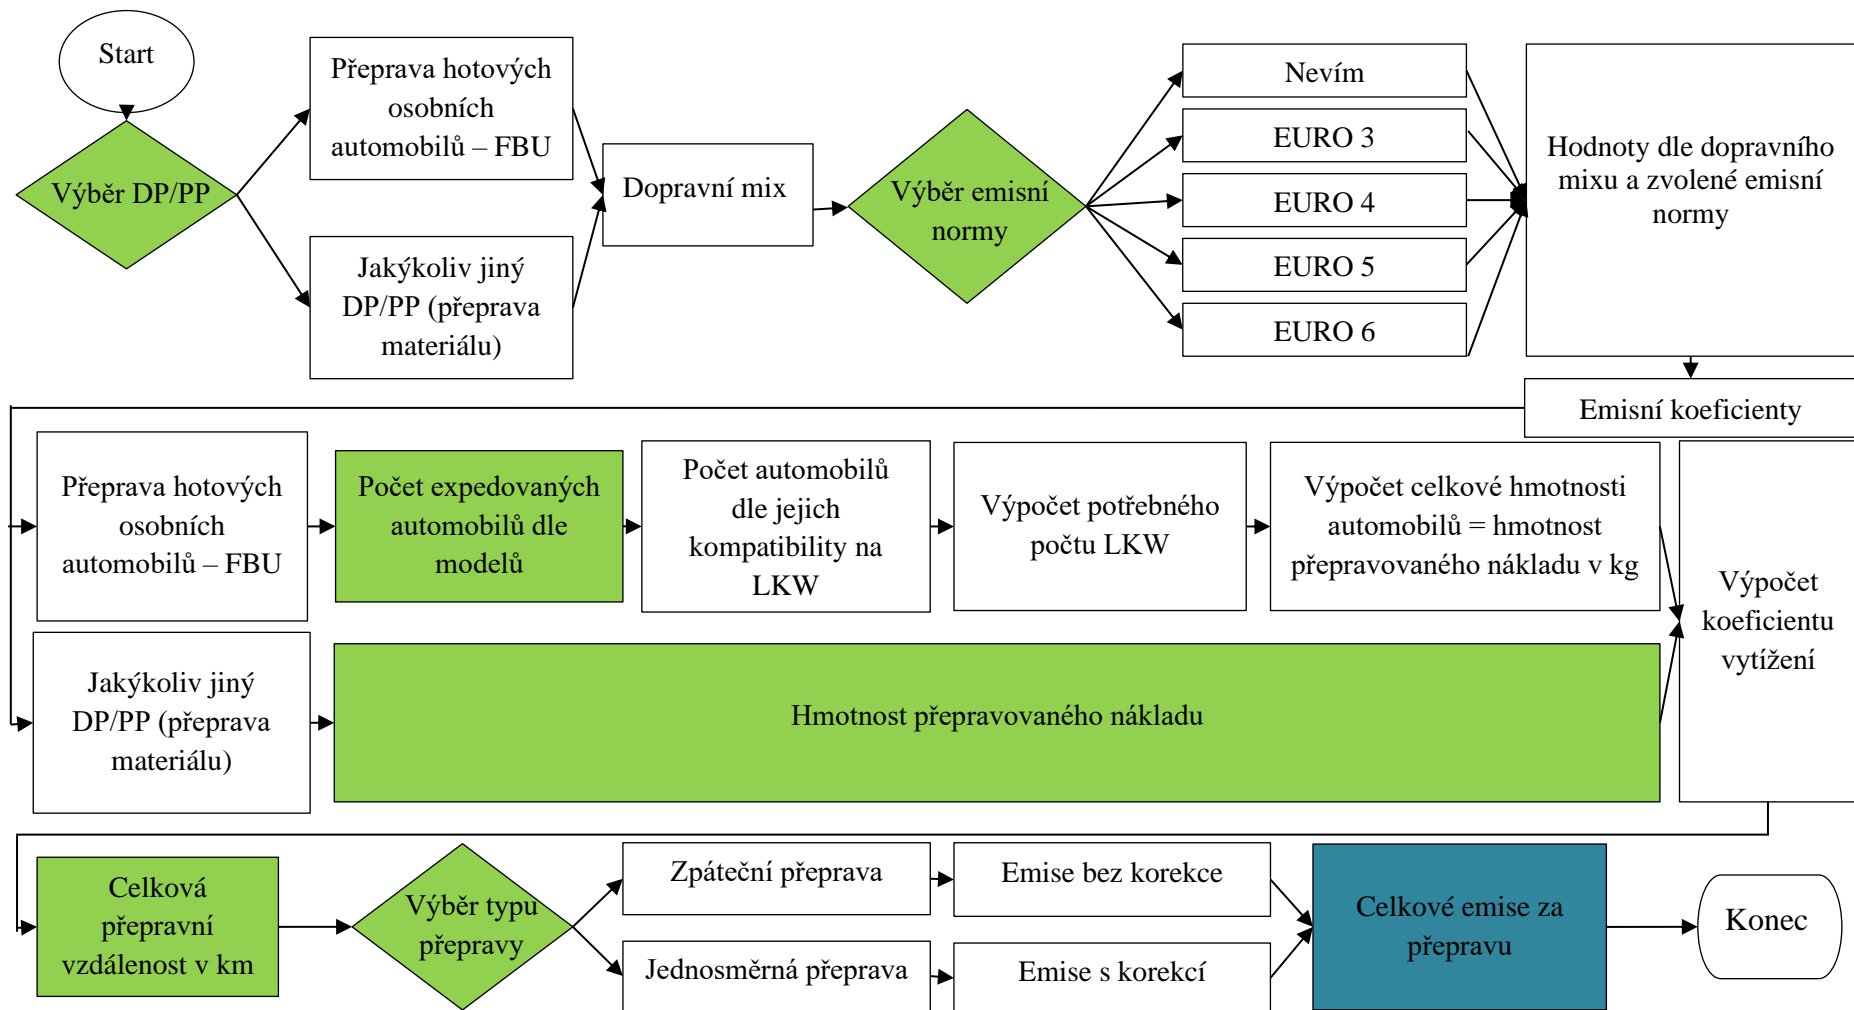 Start
Výběr DP/PP
Přeprava hotových
osobních
automobilů – FBU
Jakýkoliv jiný
DP/PP (přeprava
materiálu)
Dopravní mix
Výběr emisní
normy
Nevím
EURO 3
EURO 4
EURO 5
EURO 6
Hodnoty dle dopravního
mixu a zvolené emisní
normy
Emisní koeficienty
Přeprava hotových
osobních
automobilů – FBU
Počet expedovaných
automobilů dle
modelů
Počet automobilů
dle jejich
kompatibility na
LKW
Výpočet potřebného
počtu LKW
Výpočet celkové hmotnosti
automobilů = hmotnost
přepravovaného nákladu v kg
Jakýkoliv jiný
DP/PP (přeprava
materiálu)
Hmotnost přepravovaného nákladu
Výpočet
koeficientu
vytížení
Celková
přepravní
vzdálenost v km
Výběr typu
přepravy
Zpáteční přeprava
Emise bez korekce
Jednosměrná přeprava
Emise s korekcí
Celkové emise za
přepravu
Konec